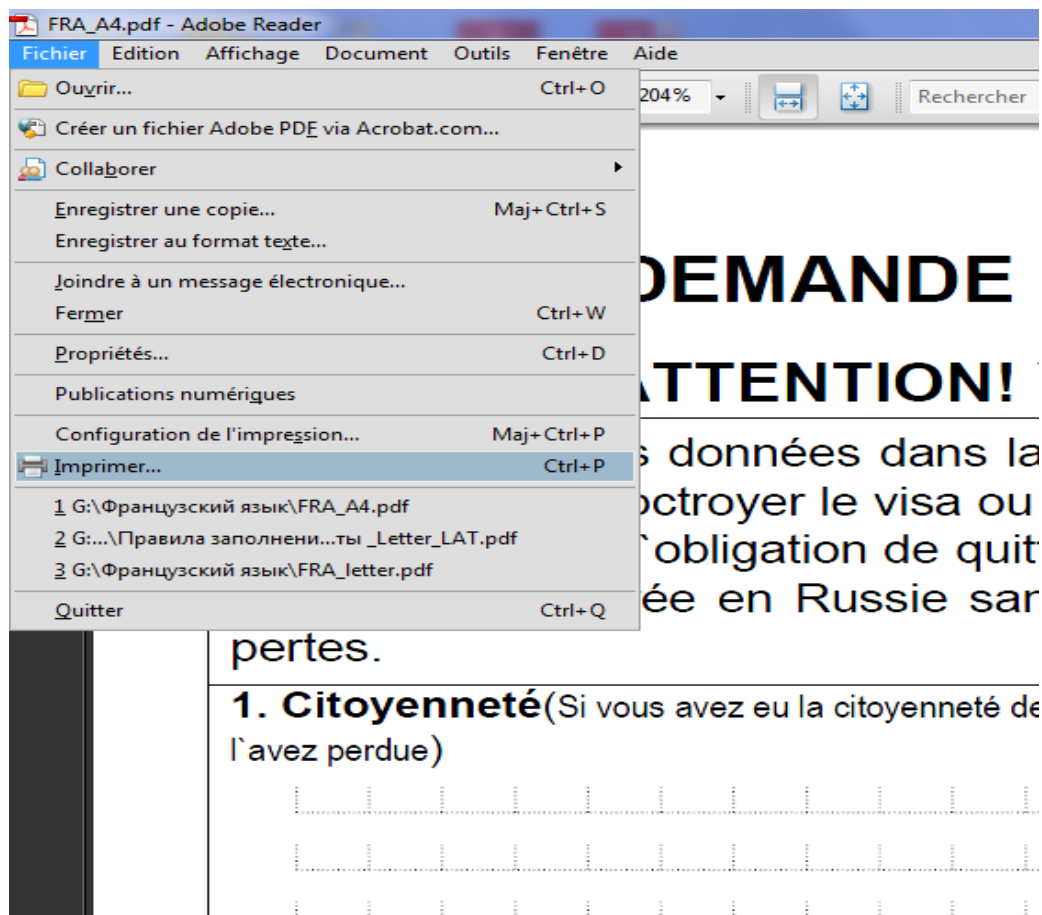 FRA_A4.pdf - Adobe Reader
Fichier Edition Affichage Document Outils Fenêtre Aide
Ouvrir... Ctrl+O
204% Rechercher
Créer un fichier Adobe PDF via Acrobat.com...
Collaborer
Enregistrer une copie... Maj+Ctrl+S
Enregistrer au format texte...
Joindre à un message électronique...
Fermer Ctrl+W
Propriétés... Ctrl+D
Publications numériques
Configuration de l'impression... Maj+Ctrl+P
Imprimer... Ctrl+P
1 G:\Французский язык\FRA_A4.pdf
2 G:...\Правила заполнени...ты _Letter_LAT.pdf
3 G:\Французский язык\FRA_letter.pdf
Quitter Ctrl+Q
DEMANDE
ATTENTION!
données dans la
octroyer le visa ou
`obligation de
en Russie
pertes.
1. Citoyenneté(Si vous avez eu la citoyenneté de
l`avez perdue)